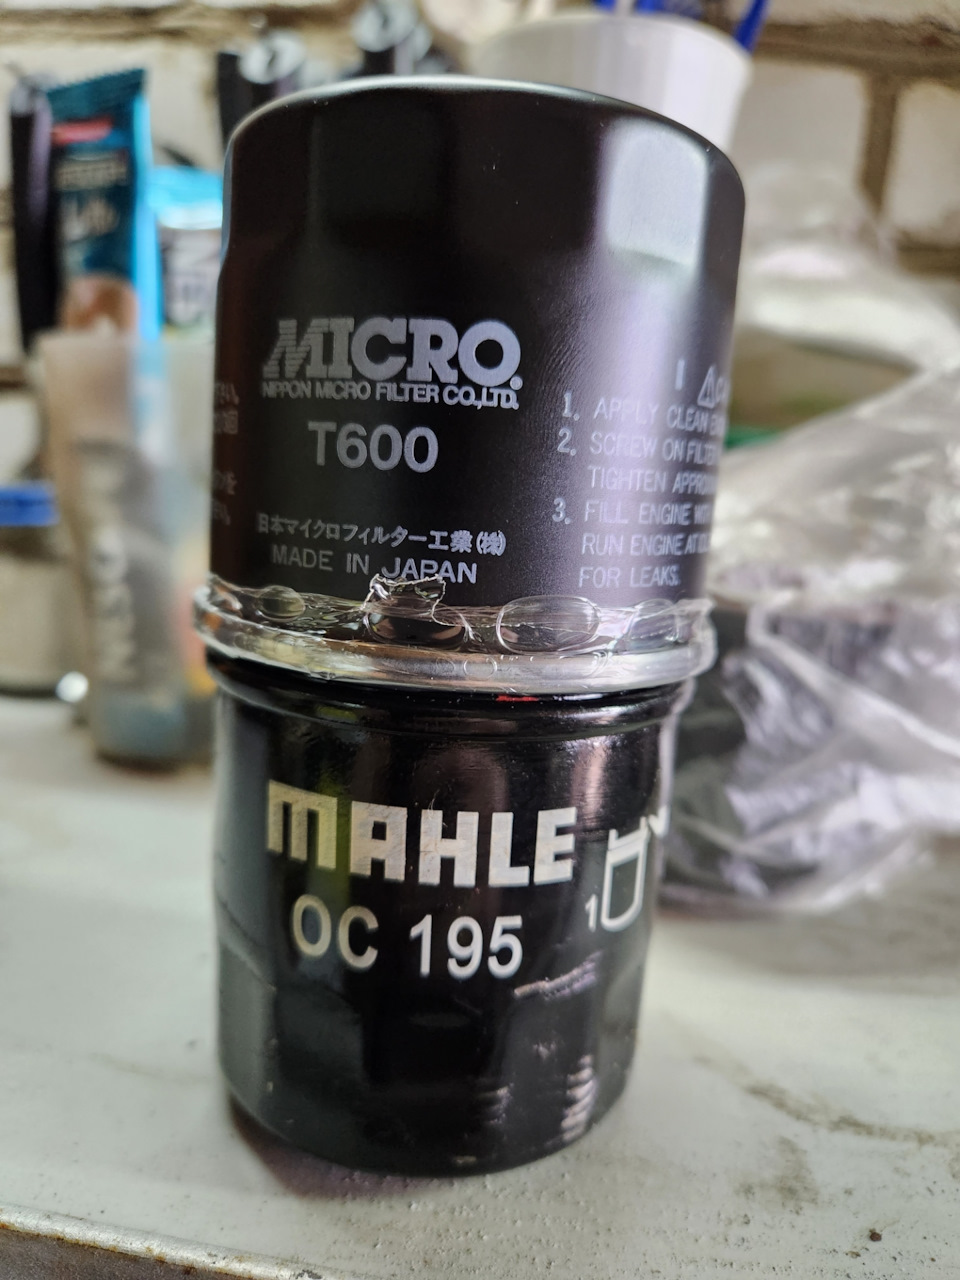 MICRO®
NIPPON MICRO FILTER CO.,LTD.
T600
日本マイクロフィルター工業(株)
MADE IN JAPAN
1. APPLY CLEAN
2. SCREW ON FILTER
TIGHTEN
3. FILL ENGINE
RUN ENGINE AT
FOR LEAKS.
MAHLE
OC 195
1